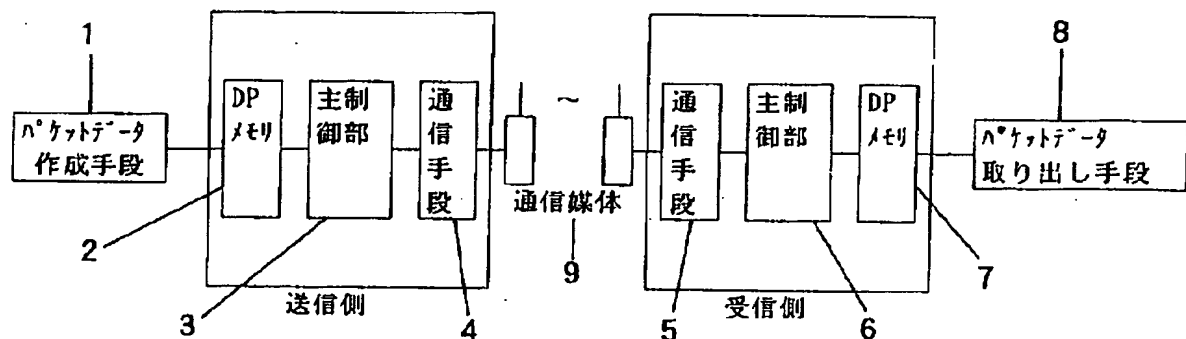 1
ﾊﾟｹｯﾄﾃﾞｰﾀ
作成手段
DP
ﾒﾓﾘ
主制
御部
通信手段
2
3
4
送信側
~
通信媒体
9
通信手段
主制
御部
DP
ﾒﾓﾘ
5
6
7
受信側
8
ﾊﾟｹｯﾄﾃﾞｰﾀ
取り出し手段